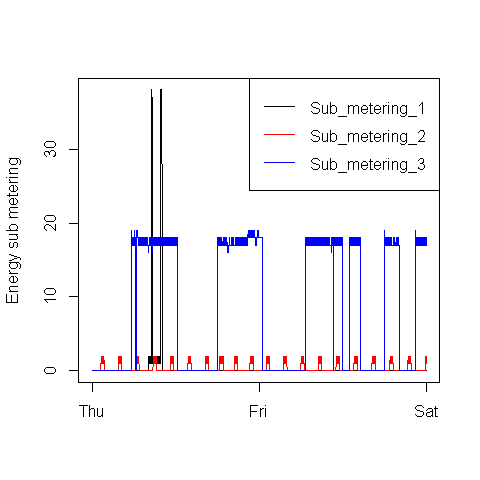 Sub_metering_1
Sub_metering_2
Sub_metering_3
Energy sub metering
30
20
10
0
Thu Fri Sat